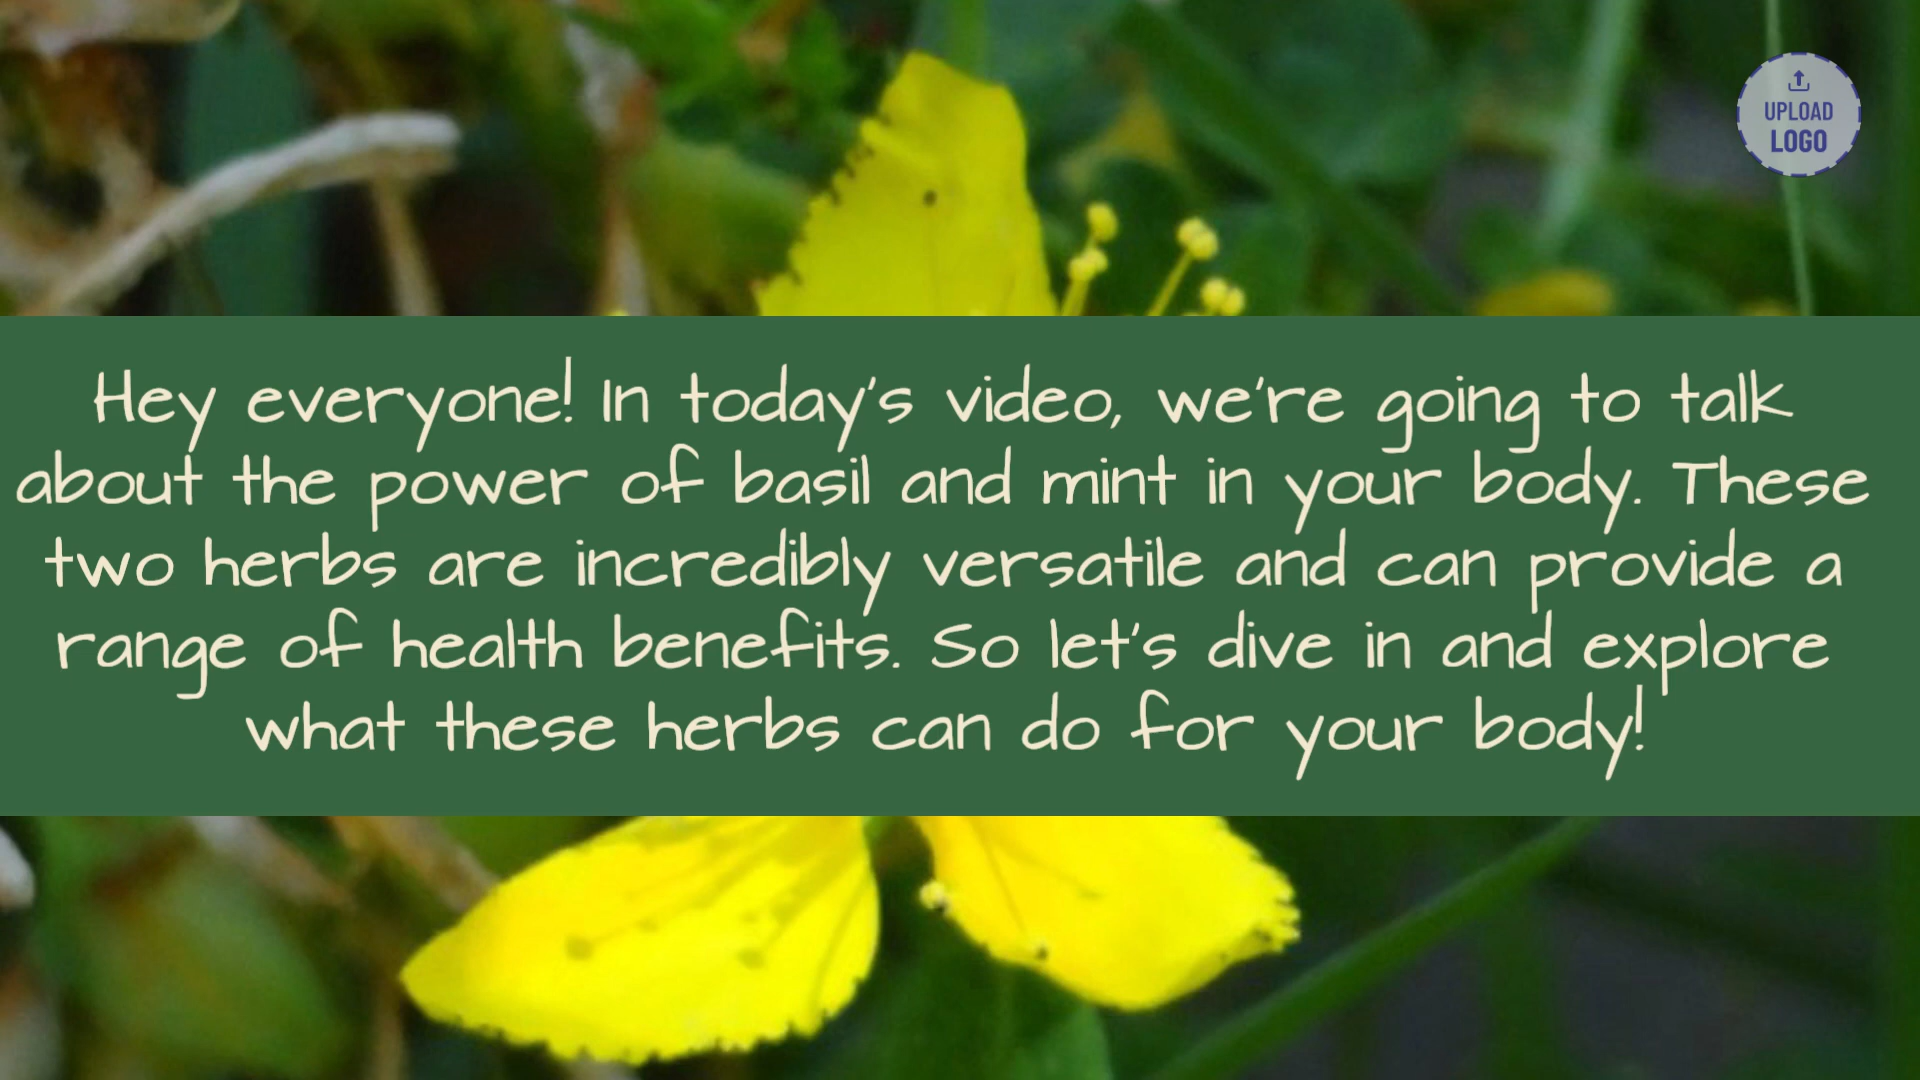 UPLOAD
LOGO
Hey everyone! In today's video, we're going to talk
about the power of basil and mint in your body. These
two herbs are incredibly versatile and can provide a
range of health benefits. So let's dive in and explore
what these herbs can do for your body!